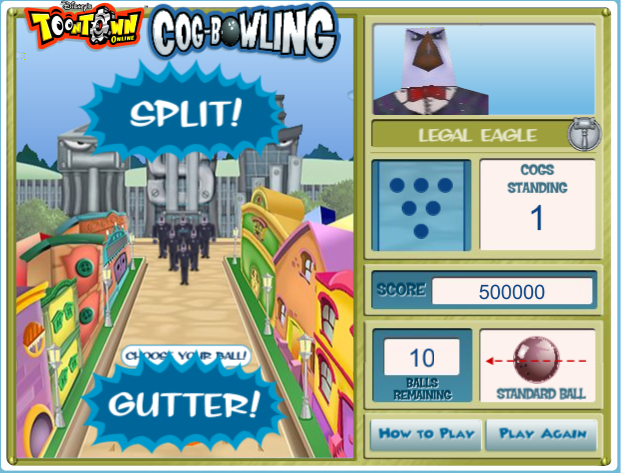 Disney's
TOONTOWN
ONLINE
COG-BOWLING
SPLIT!
LEGAL EAGLE
COGS
STANDING
1
SCORE
500000
CHOOSE YOUR BALL!
GUTTER!
10
BALLS
REMAINING
STANDARD BALL
HOW TO PLAY
PLAY AGAIN